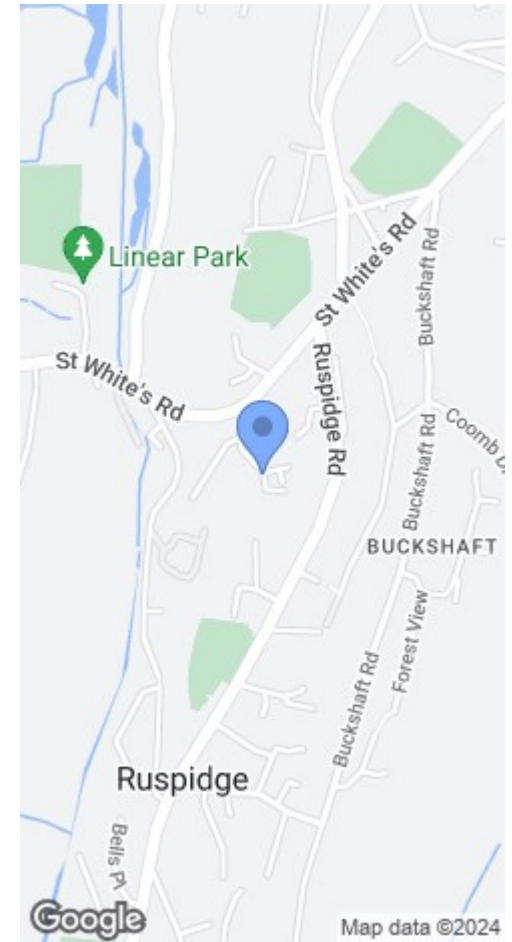 Linear Park
St White's Rd
St White's Rd
Ruspidge Rd
Buckshaft Rd
Buckshaft Rd
BUCKSHAFT
Forest View
Buckshaft Rd
Ruspidge
Bells Pl
Google
Map data ©2024